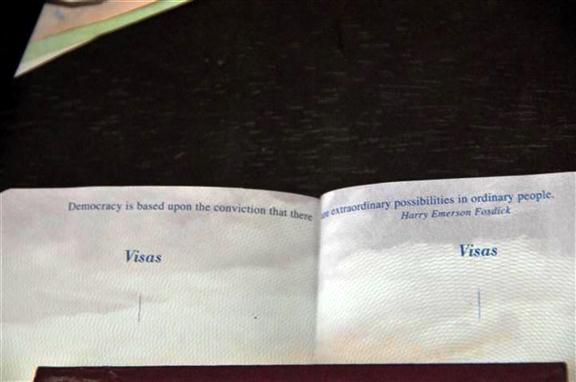 Democracy is based upon the conviction that there are extraordinary possibilities in ordinary people.
Harry Emerson Fosdick
Visas
Visas